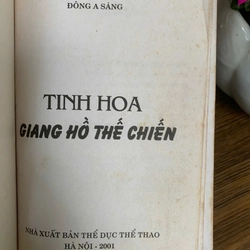 ĐÔNG A SÁNG
TINH HOA
GIANG HỒ THẾ CHIẾN
NHÀ XUẤT BẢN THỂ DỤC THỂ THAO
HÀ NỘI - 2001